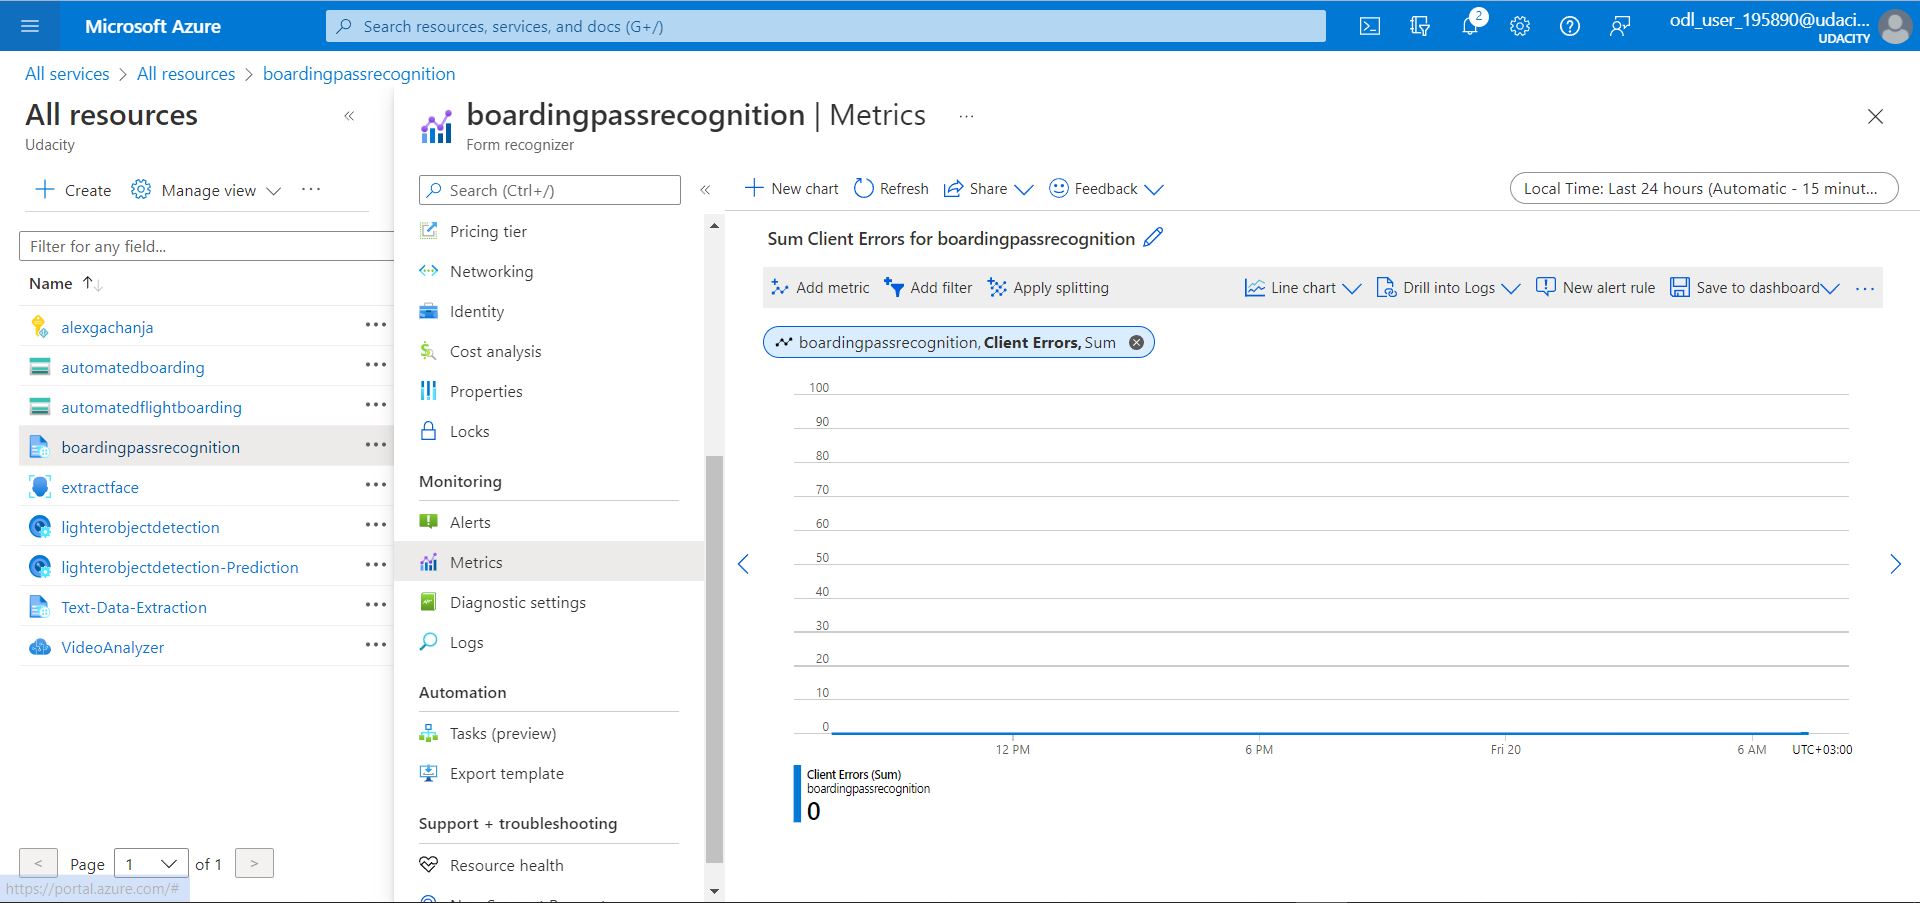 Microsoft Azure
Search resources, services, and docs (G+/)
2
odl_user_195890@udaci...
UDACITY
All services > All resources > boardingpassrecognition
All resources
Udacity
Create
Manage view
Filter for any field...
Name
alexgachanja
automatedboarding
automatedflightboarding
boardingpassrecognition
extractface
lighterobjectdetection
lighterobjectdetection-Prediction
Text-Data-Extraction
VideoAnalyzer
< Page 1 of 1 >
https://portal.azure.com/#
boardingpassrecognition | Metrics ...
Form recognizer
Search (Ctrl+/)
Pricing tier
Networking
Identity
Cost analysis
Properties
Locks
Monitoring
Alerts
Metrics
Diagnostic settings
Logs
Automation
Tasks (preview)
Export template
Support + troubleshooting
Resource health
New chart
Refresh
Share
Feedback
Local Time: Last 24 hours (Automatic - 15 minut...
Sum Client Errors for boardingpassrecognition
Add metric
Add filter
Apply splitting
Line chart
Drill into Logs
New alert rule
Save to dashboard
boardingpassrecognition, Client Errors, Sum
100
90
80
70
60
50
40
30
20
10
0
12 PM
6 PM
Fri 20
6 AM
UTC+03:00
Client Errors (Sum)
boardingpassrecognition
0